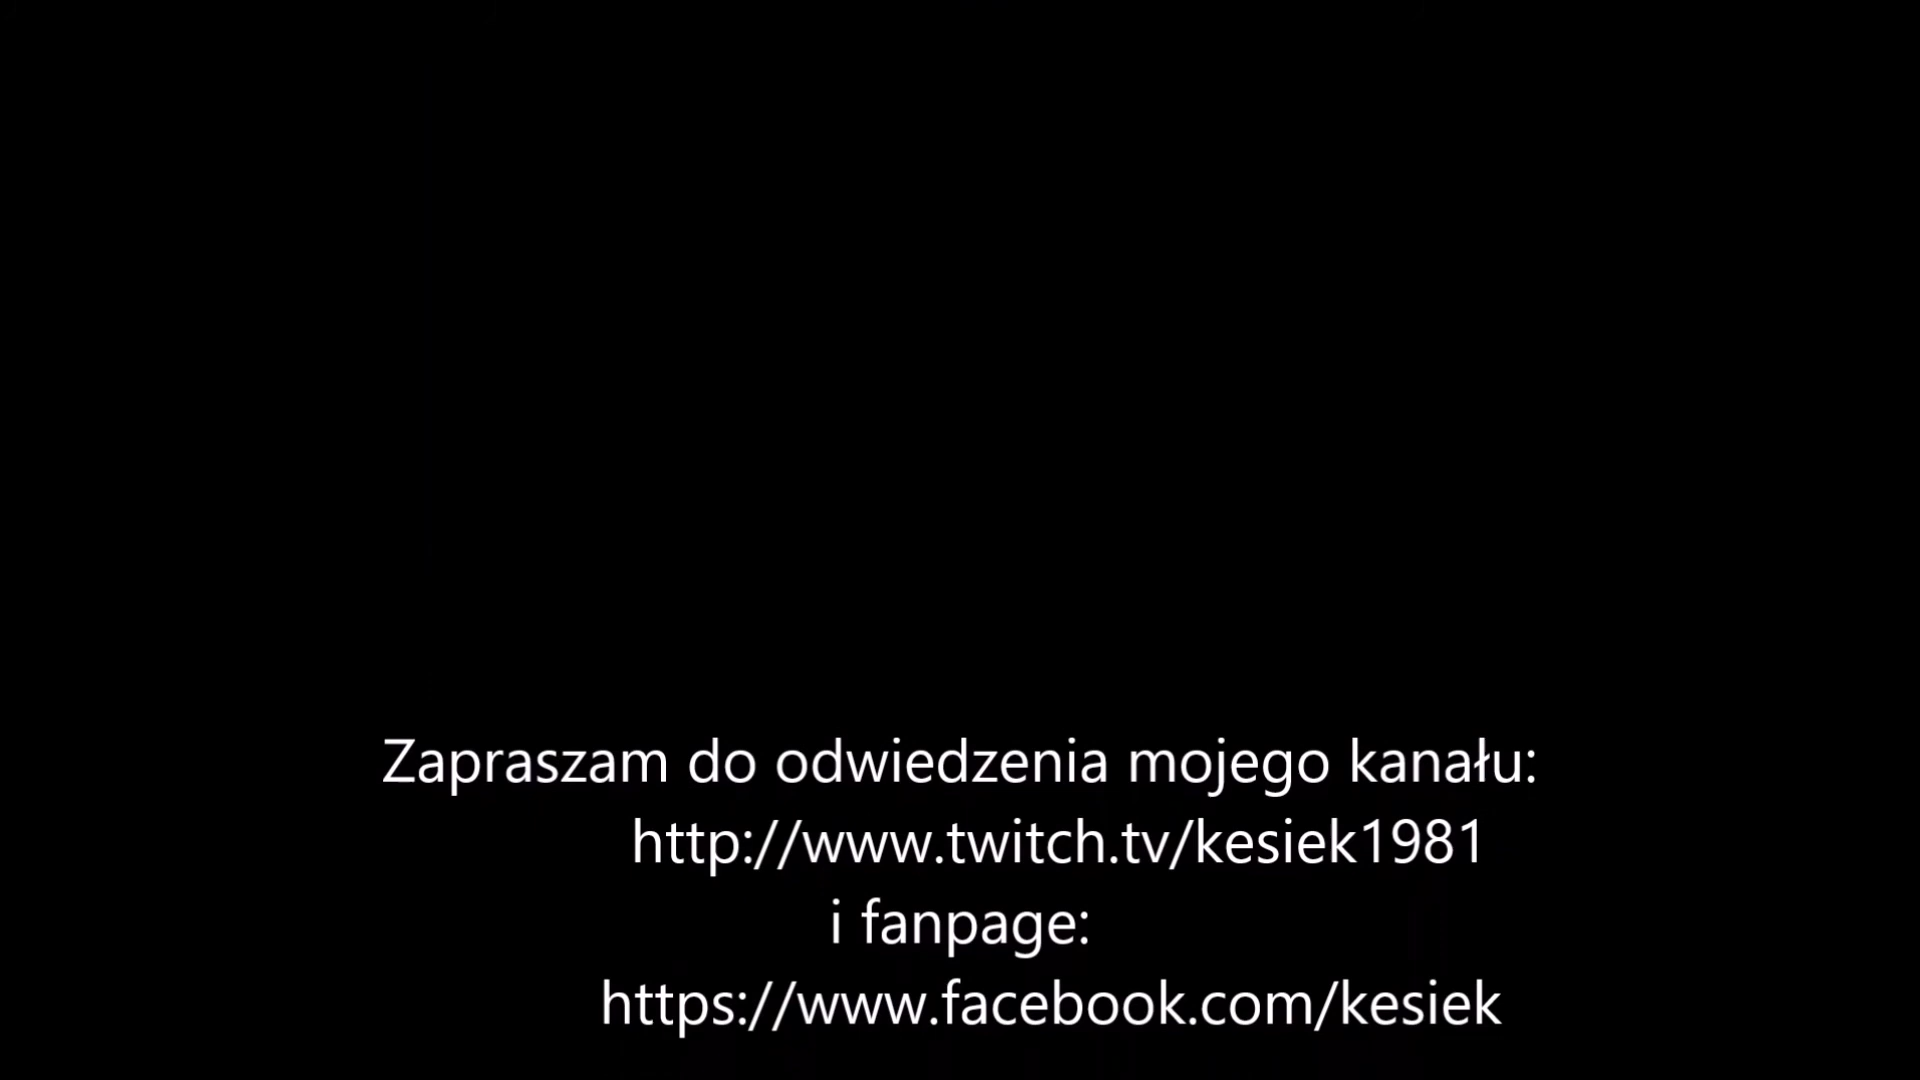 Zapraszam do odwiedzenia mojego kanału:
http://www.twitch.tv/kesiek1981
i fanpage:
https://www.facebook.com/kesiek